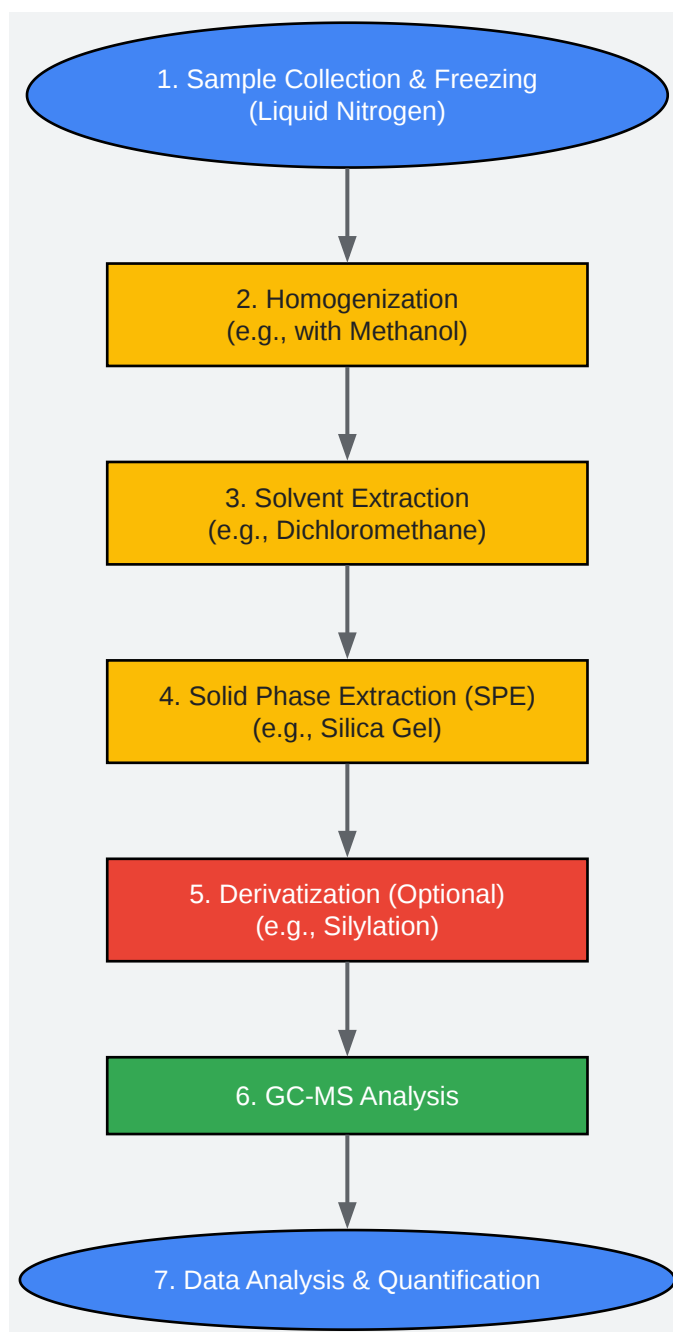 1. Sample Collection & Freezing
(Liquid Nitrogen)
2. Homogenization
(e.g., with Methanol)
3. Solvent Extraction
(e.g., Dichloromethane)
4. Solid Phase Extraction (SPE)
(e.g., Silica Gel)
5. Derivatization (Optional)
(e.g., Silylation)
6. GC-MS Analysis
7. Data Analysis & Quantification